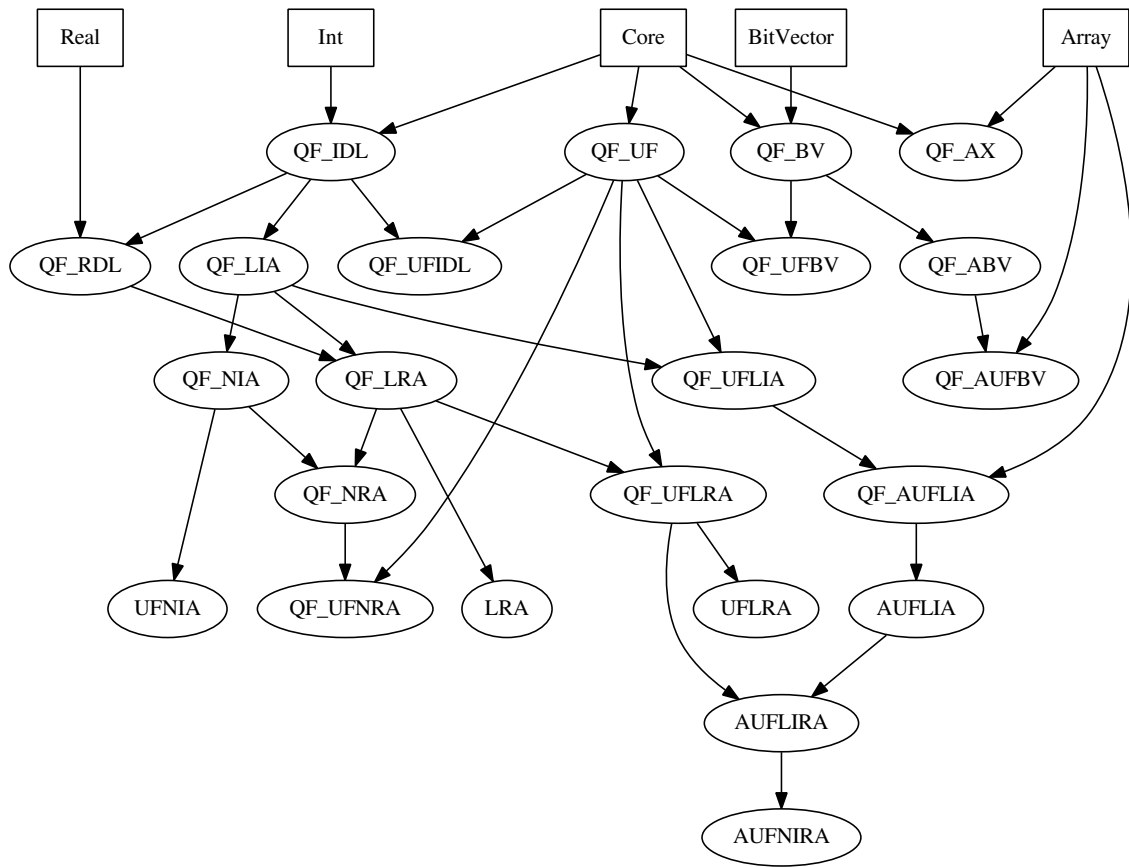 Real
Int
Core
BitVector
Array
QF_IDL
QF_UF
QF_BV
QF_AX
QF_RDL
QF_LIA
QF_UFIDL
QF_UFBV
QF_ABV
QF_NIA
QF_LRA
QF_UFLIA
QF_AUFBV
QF_NRA
QF_UFLRA
QF_AUFLIA
UFNIA
QF_UFNRA
LRA
UFLRA
AUFLIA
AUFLIRA
AUFNIRA